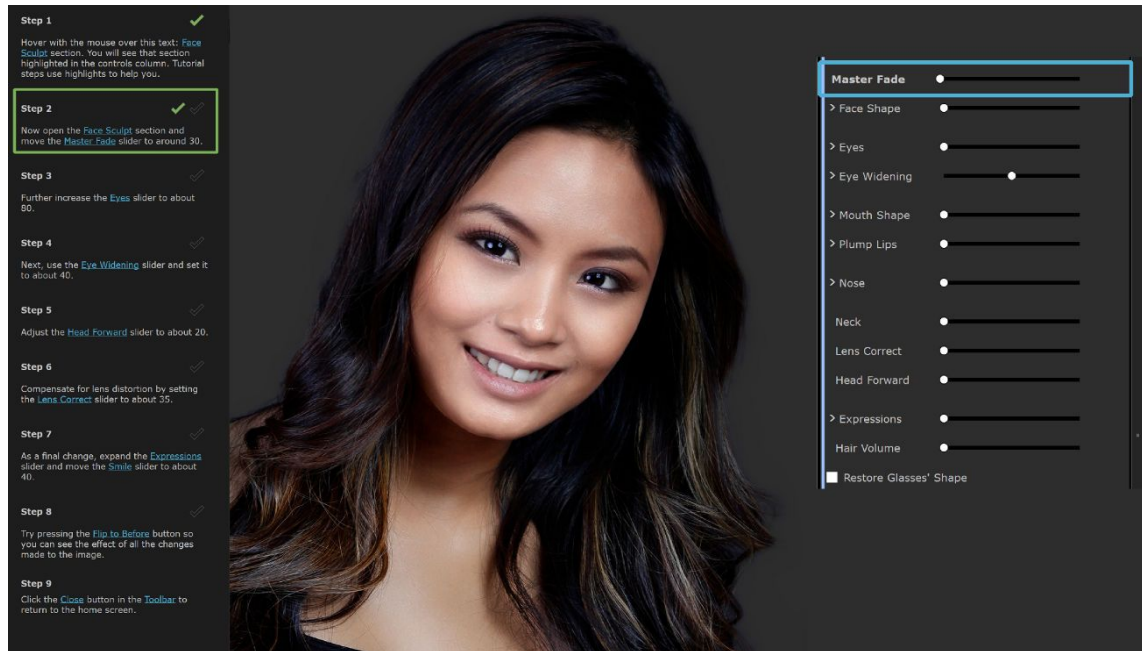 Step 1
Hover with the mouse over this text: Face
Sculpt section. You will see that section
highlighted in the controls column. Tutorial
steps use highlights to help you.
Step 2
Now open the Face Sculpt section and
move the Master Fade slider to around 30.
Step 3
Further increase the Eyes slider to about
80.
Step 4
Next, use the Eye Widening slider and set it
to about 40.
Step 5
Adjust the Head Forward slider to about 20.
Step 6
Compensate for lens distortion by setting
the Lens Correct slider to about 35.
Step 7
As a final change, expand the Expressions
slider and move the Smile slider to about
40.
Step 8
Try pressing the Flip to Before button so
you can see the effect of all the changes
made to the image.
Step 9
Click the Close button in the Toolbar to
return to the home screen.
Master Fade
> Face Shape
> Eyes
> Eye Widening
> Mouth Shape
> Plump Lips
> Nose
Neck
Lens Correct
Head Forward
> Expressions
Hair Volume
Restore Glasses' Shape